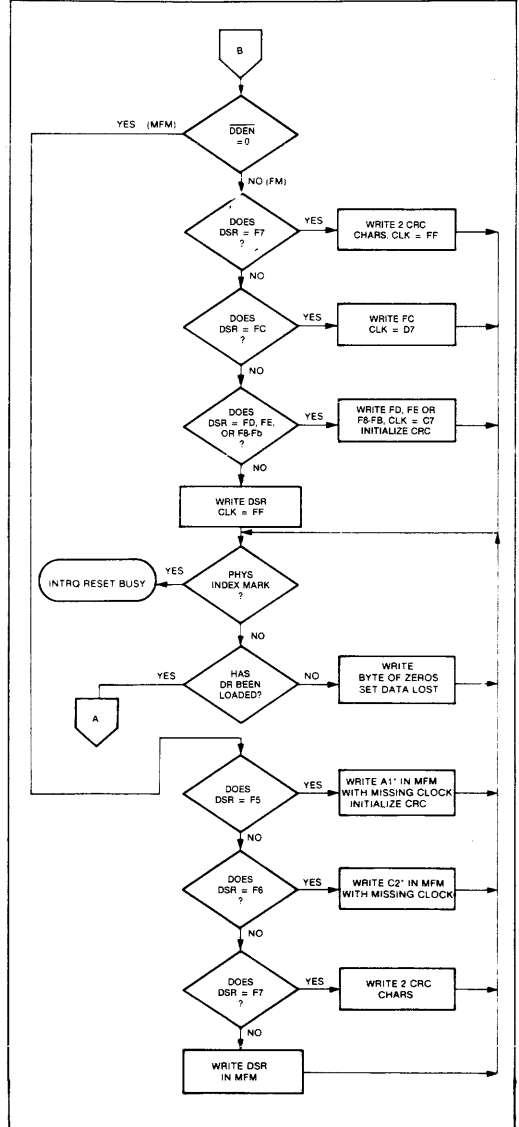 B
YES (MFM)
DDEN
= 0
NO (FM)
DOES
DSR = F7
?
YES
WRITE 2 CRC
CHARS. CLK = FF
NO
DOES
DSR = FC
?
YES
WRITE FC
CLK = D7
NO
DOES
DSR = FD, FE,
OR F8-Fb
?
YES
WRITE FD, FE OR
F8-FB, CLK = C7
INITIALIZE CRC
NO
WRITE DSR
CLK = FF
INTRQ RESET BUSY
YES
PHYS
INDEX MARK
?
NO
YES
HAS
DR BEEN
LOADED?
NO
WRITE
BYTE OF ZEROS
SET DATA LOST
A
DOES
DSR = F5
YES
WRITE A1* IN MFM
WITH MISSING CLOCK
INITIALIZE CRC
NO
DOES
DSR = F6
?
YES
WRITE C2* IN MFM
WITH MISSING CLOCK
NO
DOES
DSR = F7
?
YES
WRITE 2 CRC
CHARS
NO
WRITE DSR
IN MFM